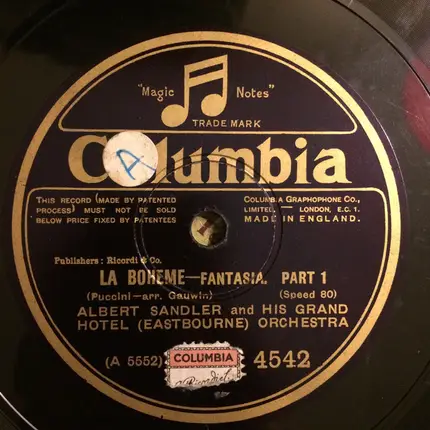 "Magic Notes"
TRADE MARK
A
Columbia
THIS RECORD (MADE BY PATENTED
PROCESS) MUST NOT BE SOLD
BELOW PRICE FIXED BY PATENTEES
COLUMBIA GRAPHOPHONE Co.,
LIMITED. — LONDON, E.C. 1.
MADE IN ENGLAND.
Publishers: Ricordi & Co.
LA BOHEME—FANTASIA. PART 1
(Puccini—arr. Gauwin) (Speed 80)
ALBERT SANDLER and HIS GRAND
HOTEL (EASTBOURNE) ORCHESTRA
(A 5552) COLUMBIA 4542